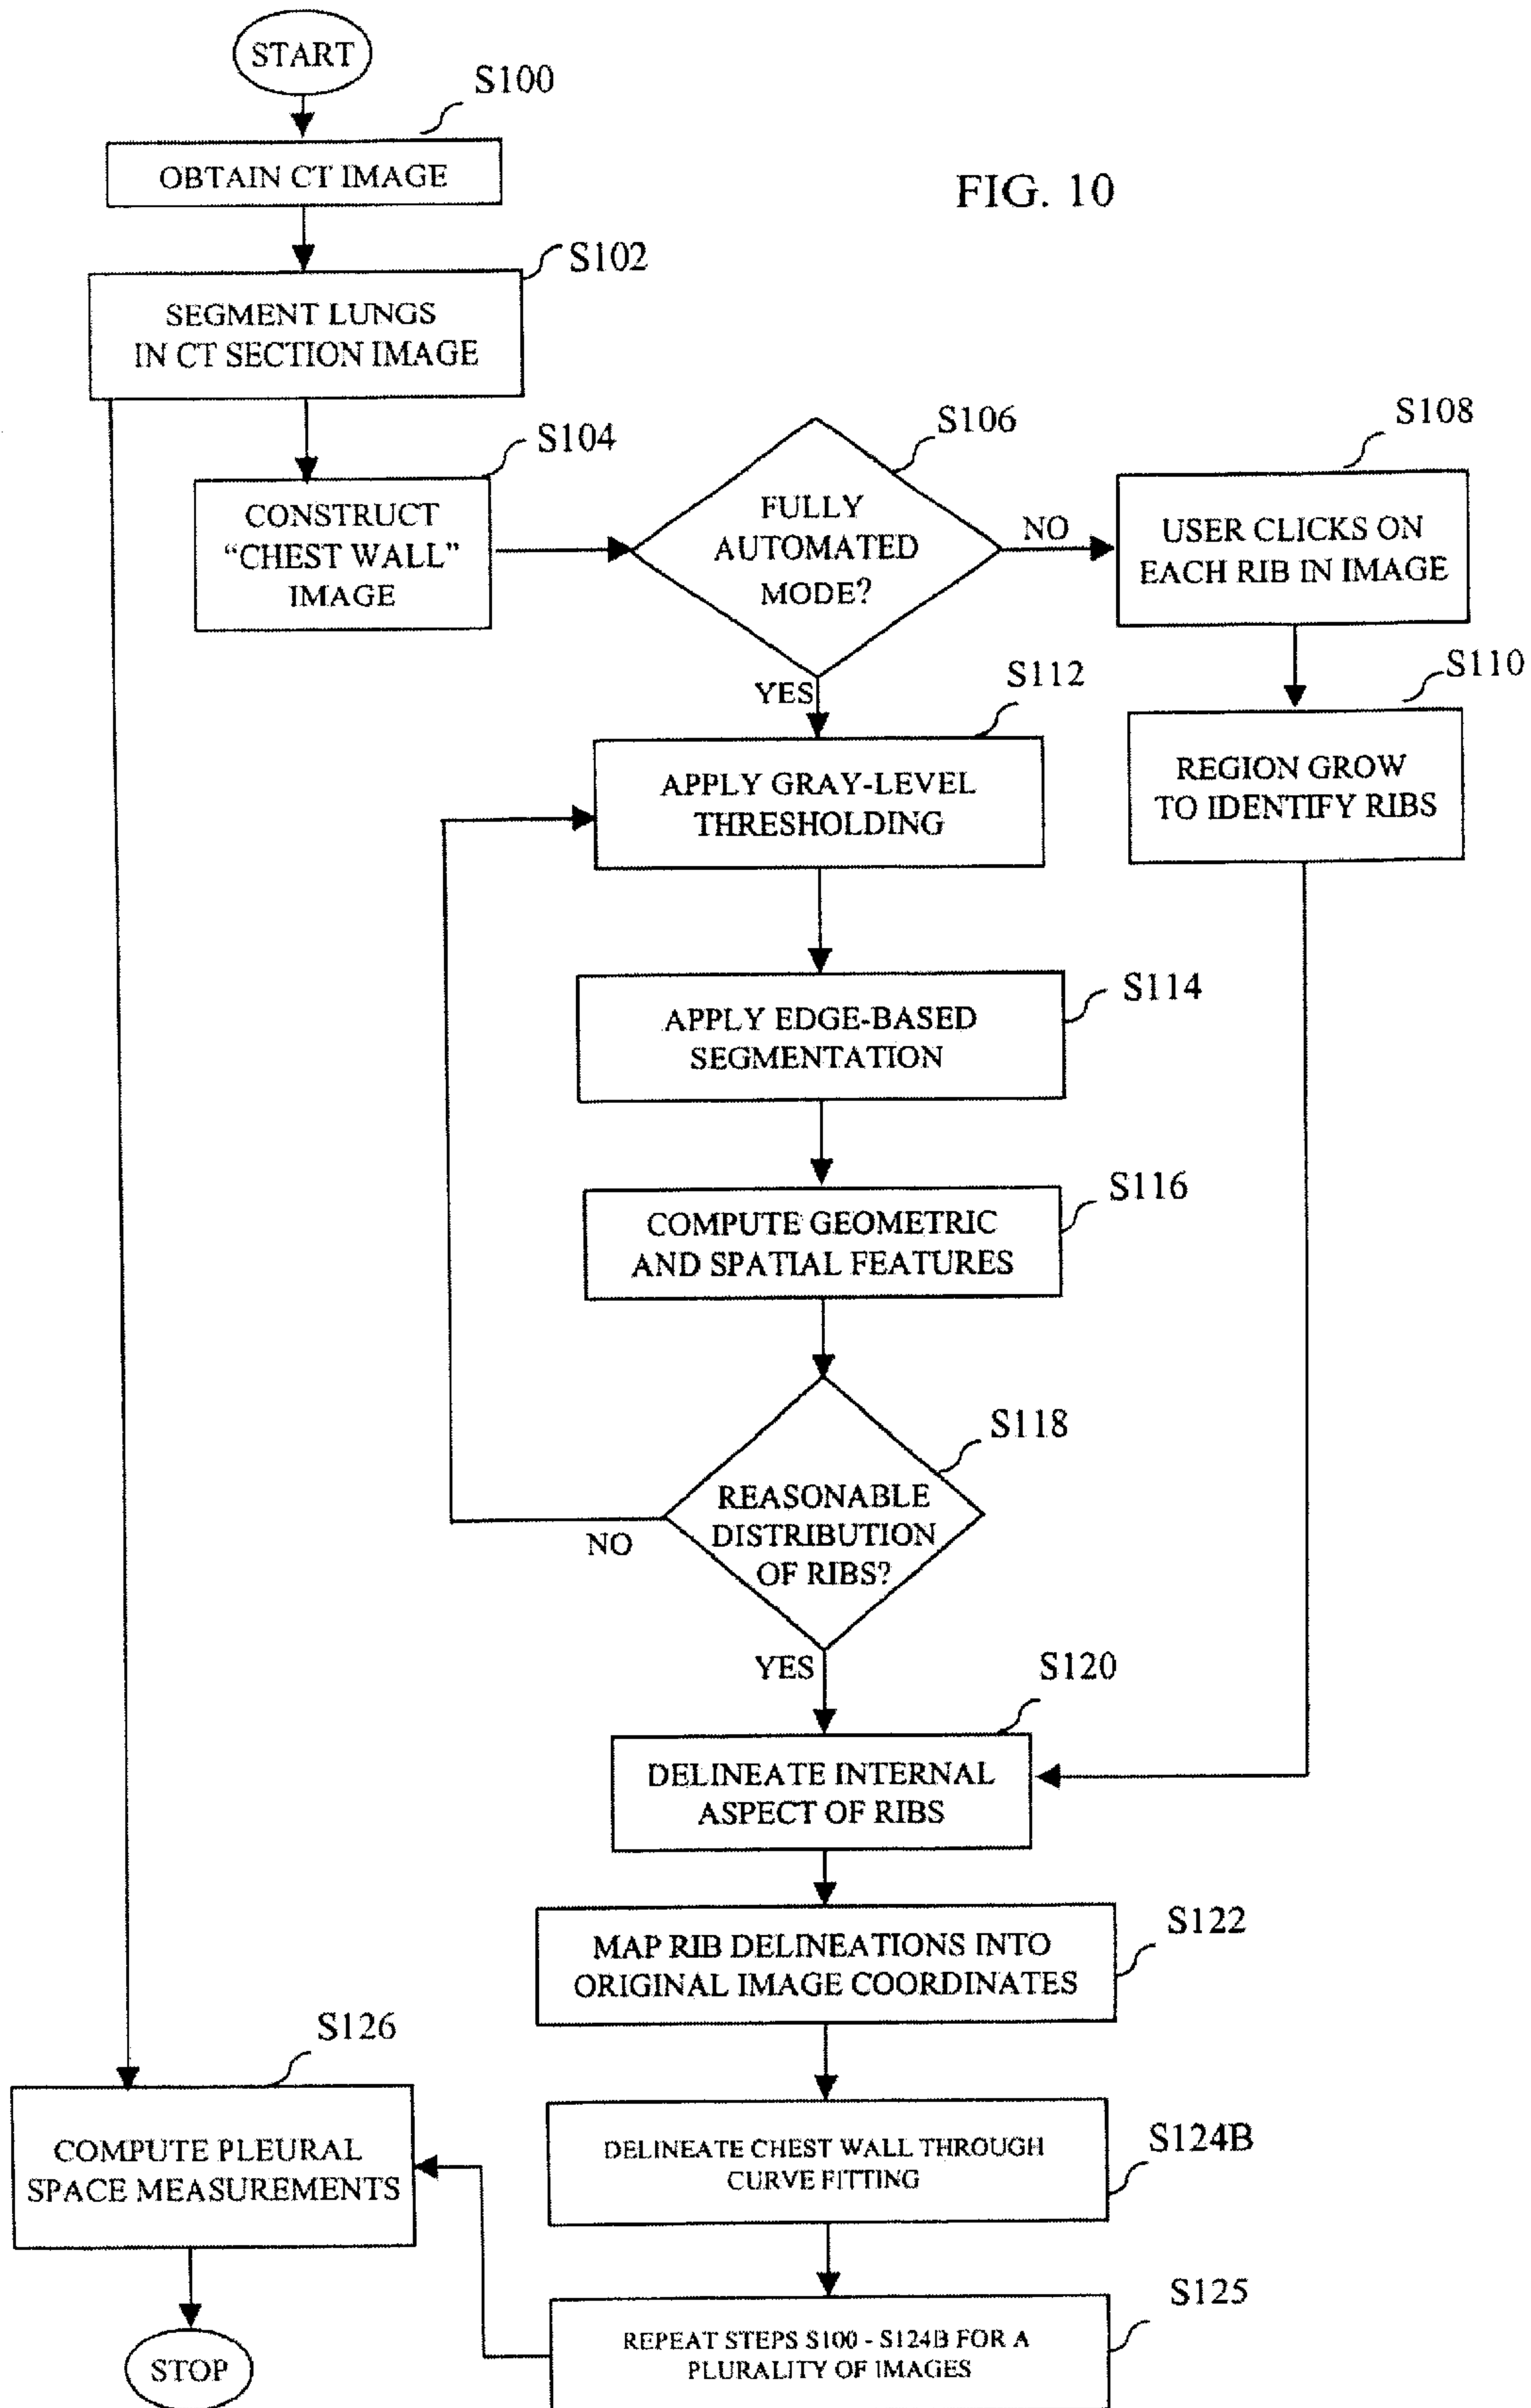 START
S100
OBTAIN CT IMAGE
FIG. 10
S102
SEGMENT LUNGS
IN CT SECTION IMAGE
S104
CONSTRUCT
“CHEST WALL”
IMAGE
S106
FULLY
AUTOMATED
MODE?
NO
YES
S108
USER CLICKS ON
EACH RIB IN IMAGE
S110
REGION GROW
TO IDENTIFY RIBS
S112
APPLY GRAY-LEVEL
THRESHOLDING
S114
APPLY EDGE-BASED
SEGMENTATION
S116
COMPUTE GEOMETRIC
AND SPATIAL FEATURES
S118
REASONABLE
DISTRIBUTION
OF RIBS?
NO
YES
S120
DELINEATE INTERNAL
ASPECT OF RIBS
S122
MAP RIB DELINEATIONS INTO
ORIGINAL IMAGE COORDINATES
S124B
DELINEATE CHEST WALL THROUGH
CURVE FITTING
S125
REPEAT STEPS S100 - S124B FOR A
PLURALITY OF IMAGES
S126
COMPUTE PLEURAL
SPACE MEASUREMENTS
STOP